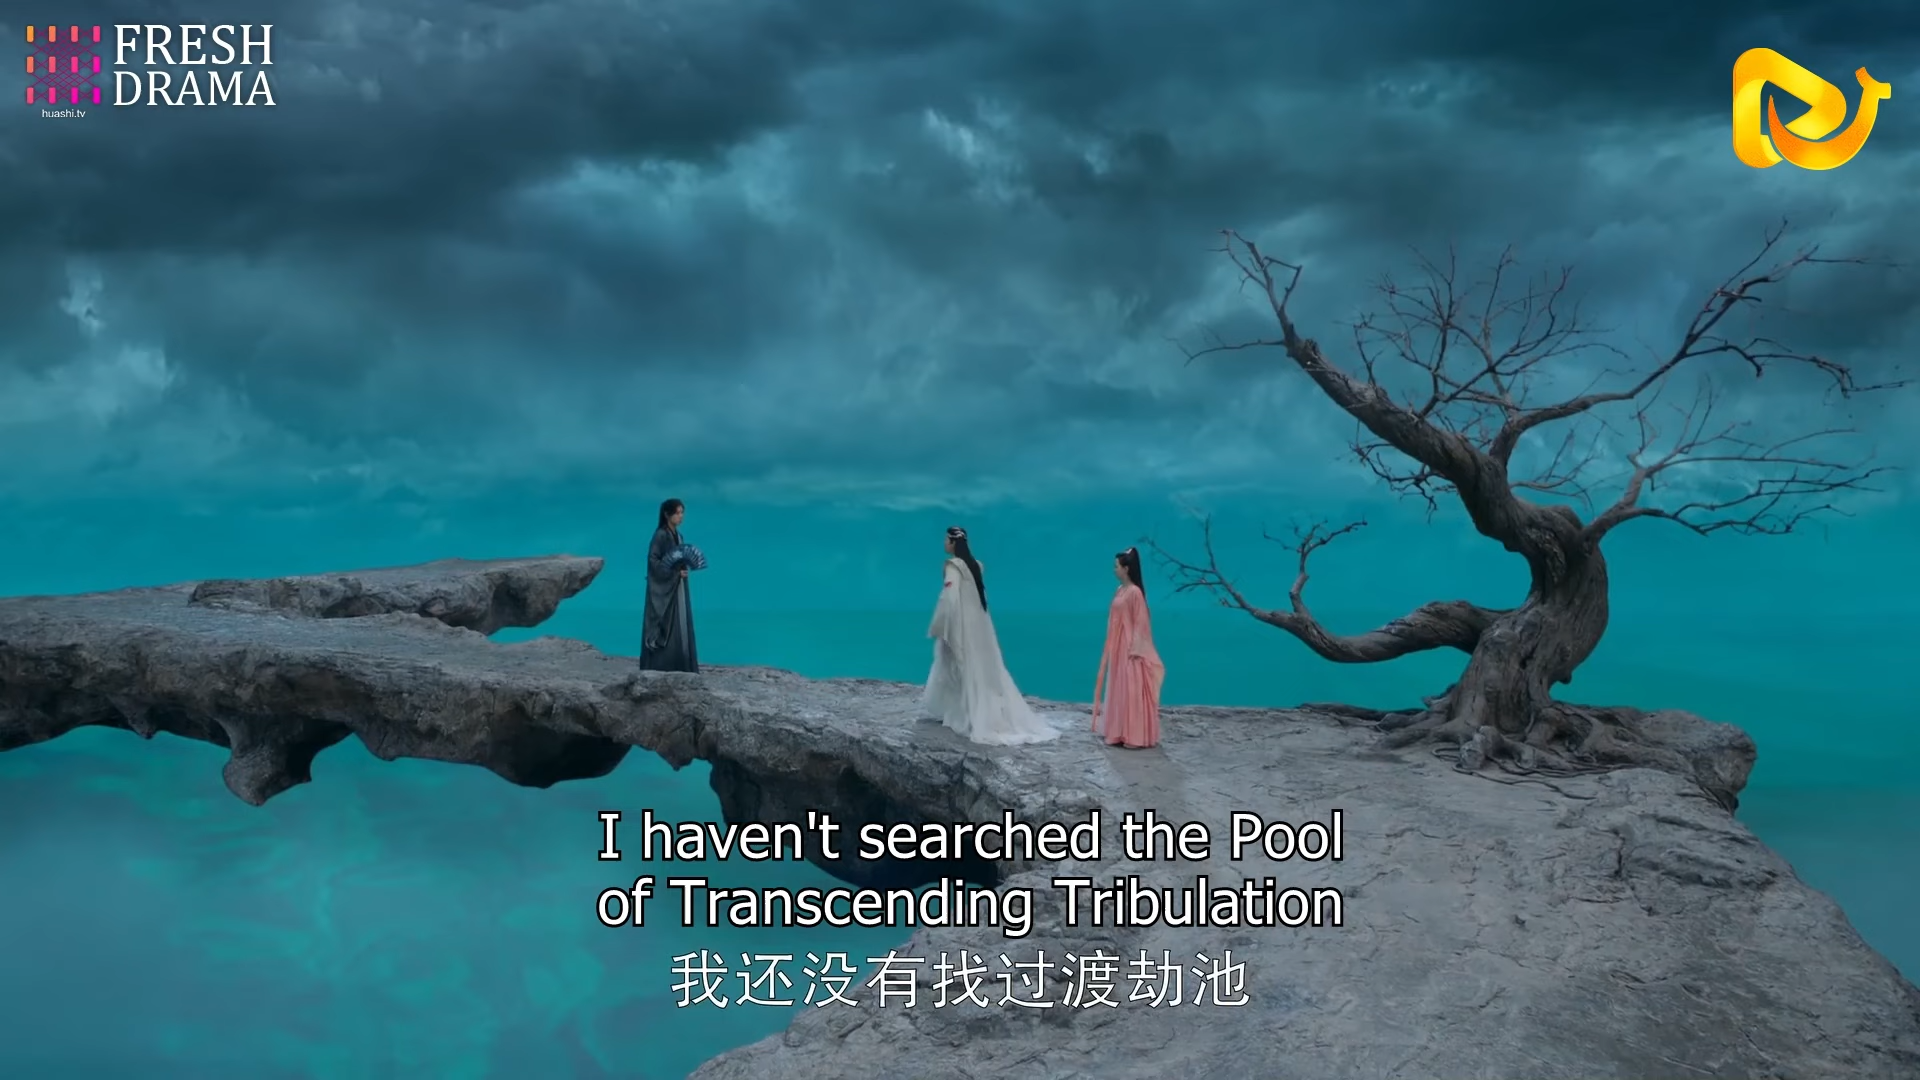 FRESH
DRAMA
huashi.tv
I haven't searched the Pool
of Transcending Tribulation
我还没有找过渡劫池